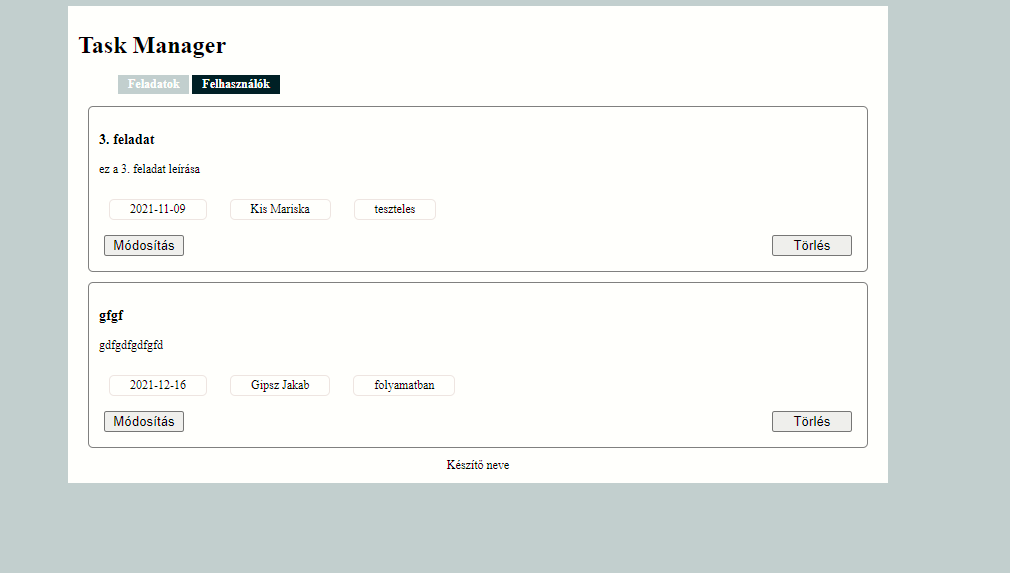 Task Manager
Feladatok Felhasználók
3. feladat
ez a 3. feladat leírása
2021-11-09 Kis Mariska teszteles
Módosítás Törlés
gfgf
gdfgdfgdfgfd
2021-12-16 Gipsz Jakab folyamatban
Módosítás Törlés
Készítő neve